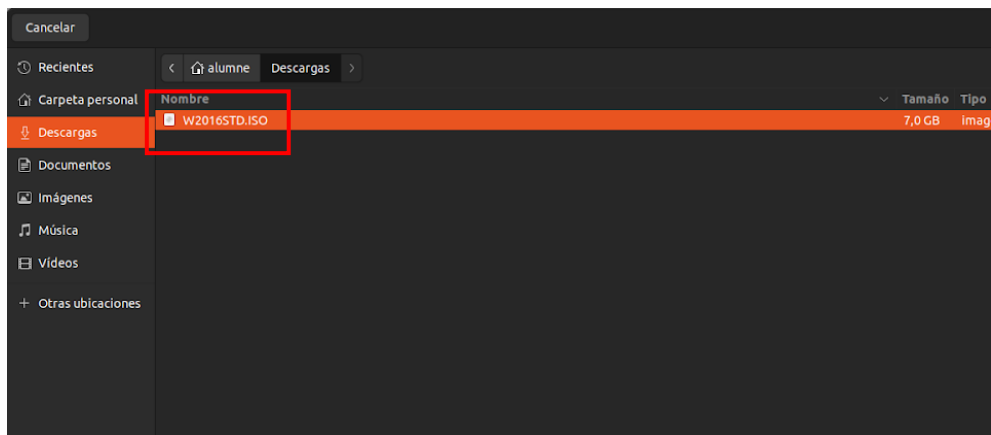 Cancelar
Recientes
alumne Descargas
Carpeta personal
Nombre Tamaño Tipo
W2016STD.ISO 7,0 GB imag
Descargas
Documentos
Imágenes
Música
Vídeos
+ Otras ubicaciones